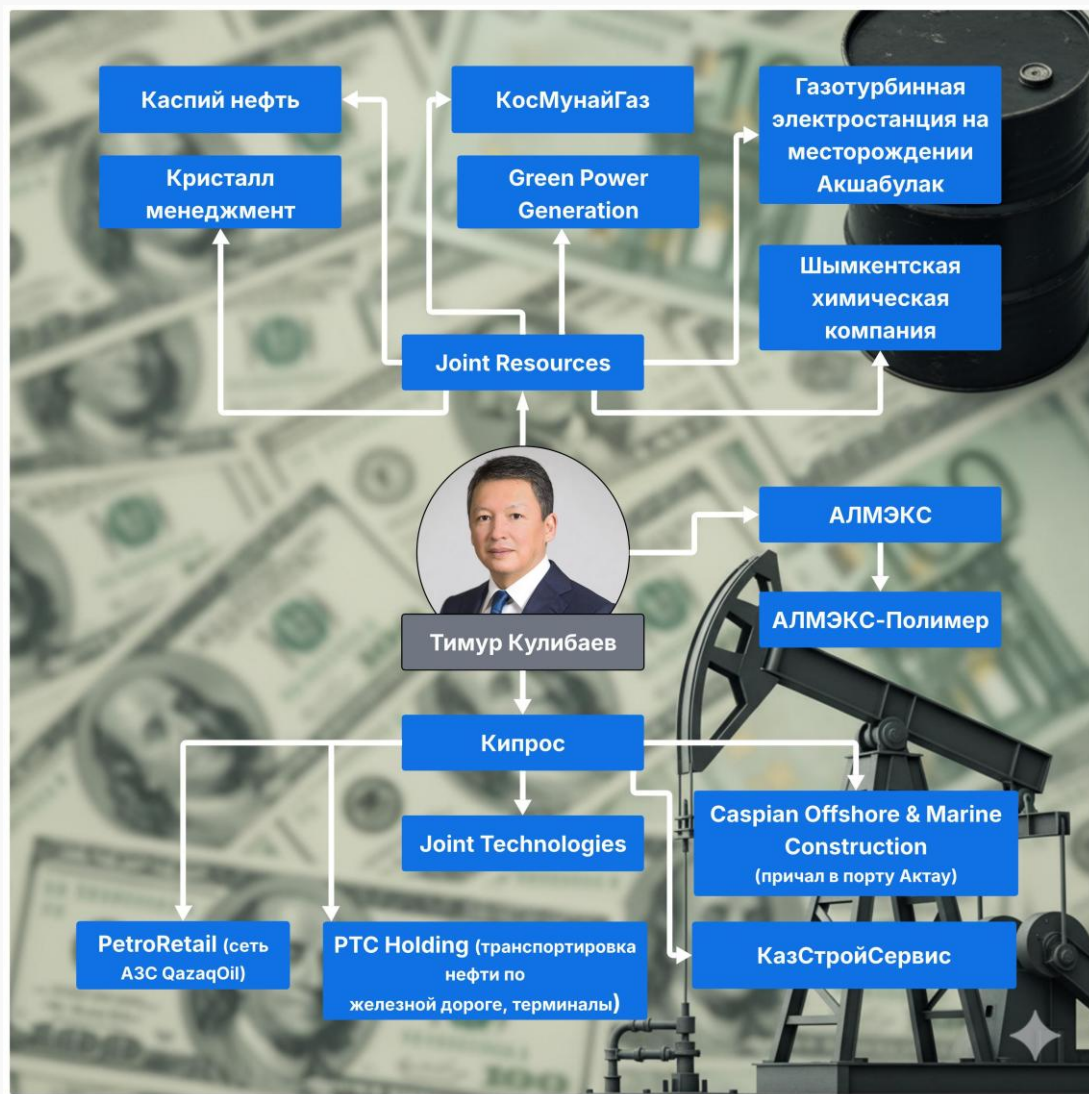 Каспий нефть
КосМунайГаз
Газотурбинная
электростанция на
месторождении
Акшабулак
Кристалл
менеджмент
Green Power
Generation
Шымкентская
химическая
компания
Joint Resources
АЛМЭКС
АЛМЭКС-Полимер
Тимур Кулибаев
Кипрос
Joint Technologies
Caspian Offshore & Marine
Construction
(причал в порту Актау)
PetroRetail (сеть
АЗС QazaqOil)
PTC Holding (транспортировка
нефти по
железной дороге, терминалы)
КазСтройСервис
100